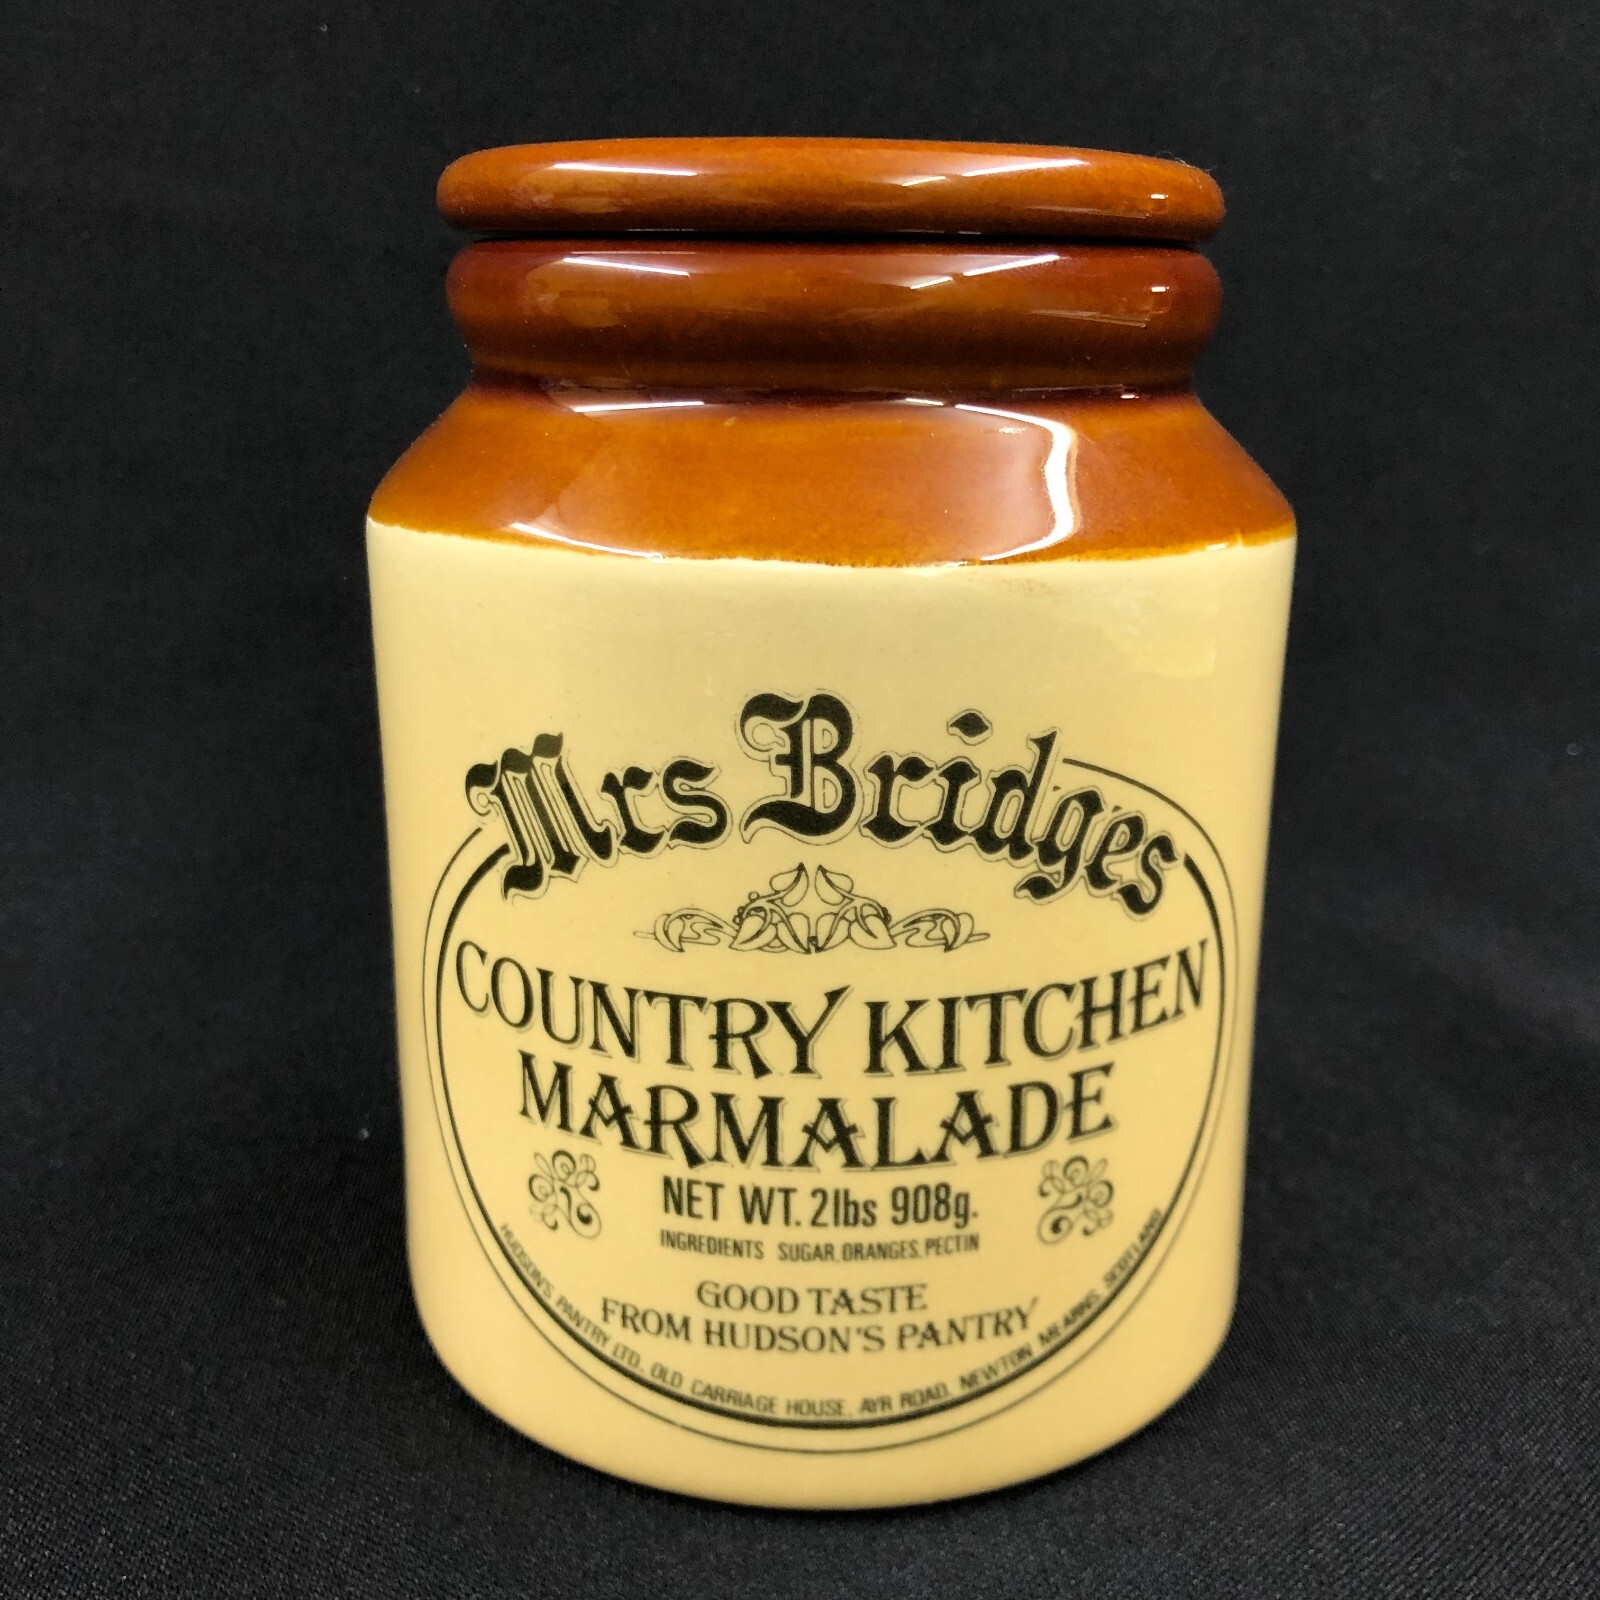 Mrs Bridges
COUNTRY KITCHEN
MARMALADE
NET WT. 2lbs 908g.
INGREDIENTS SUGAR, ORANGES, PECTIN
GOOD TASTE
FROM HUDSON'S PANTRY
HUDSON'S PANTRY LTD., OLD CARRIAGE HOUSE, AYR ROAD, NEWTON MEARNS, SCOTLAND